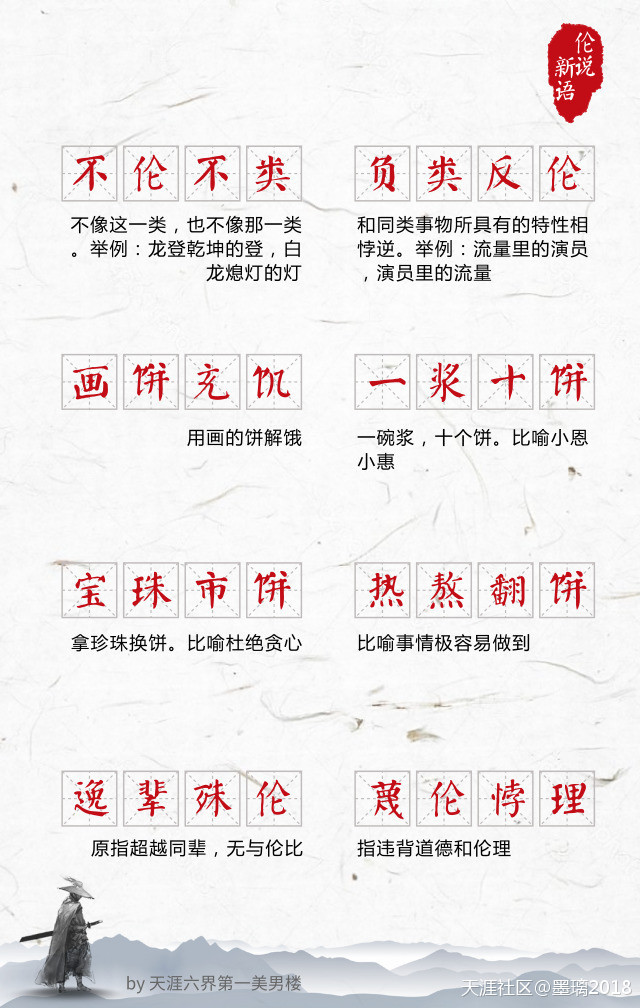 伦说
新语
不伦不类
不像这一类，也不像那一类
。举例：龙登乾坤的登，白
龙熄灯的灯
负类反伦
和同类事物所具有的特性相
悖逆。举例：流量里的演员
，演员里的流量
画饼充饥
用画的饼解饿
一浆十饼
一碗浆，十个饼。比喻小恩
小惠
宝珠市饼
拿珍珠换饼。比喻杜绝贪心
热熬翻饼
比喻事情极容易做到
逸辈殊伦
原指超越同辈，无与伦比
蔑伦悖理
指违背道德和伦理
by 天涯六界第一美男楼
天涯社区@墨璃2018